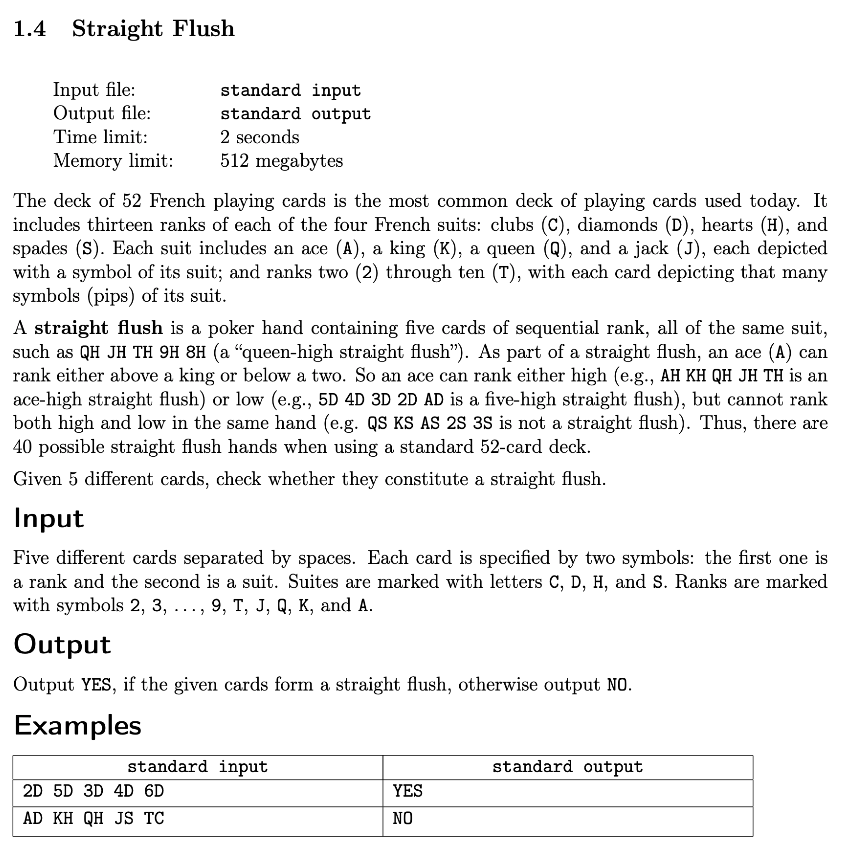 1.4 Straight Flush
Input file: standard input
Output file: standard output
Time limit: 2 seconds
Memory limit: 512 megabytes
The deck of 52 French playing cards is the most common deck of playing cards used today. It
includes thirteen ranks of each of the four French suits: clubs (C), diamonds (D), hearts (H), and
spades (S). Each suit includes an ace (A), a king (K), a queen (Q), and a jack (J), each depicted
with a symbol of its suit; and ranks two (2) through ten (T), with each card depicting that many
symbols (pips) of its suit.
A straight flush is a poker hand containing five cards of sequential rank, all of the same suit,
such as QH JH TH 9H 8H (a “queen-high straight flush”). As part of a straight flush, an ace (A) can
rank either above a king or below a two. So an ace can rank either high (e.g., AH KH QH JH TH is an
ace-high straight flush) or low (e.g., 5D 4D 3D 2D AD is a five-high straight flush), but cannot rank
both high and low in the same hand (e.g. QS KS AS 2S 3S is not a straight flush). Thus, there are
40 possible straight flush hands when using a standard 52-card deck.
Given 5 different cards, check whether they constitute a straight flush.
Input
Five different cards separated by spaces. Each card is specified by two symbols: the first one is
a rank and the second is a suit. Suites are marked with letters C, D, H, and S. Ranks are marked
with symbols 2, 3, ..., 9, T, J, Q, K, and A.
Output
Output YES, if the given cards form a straight flush, otherwise output NO.
Examples
standard input standard output
2D 5D 3D 4D 6D YES
AD KH QH JS TC NO